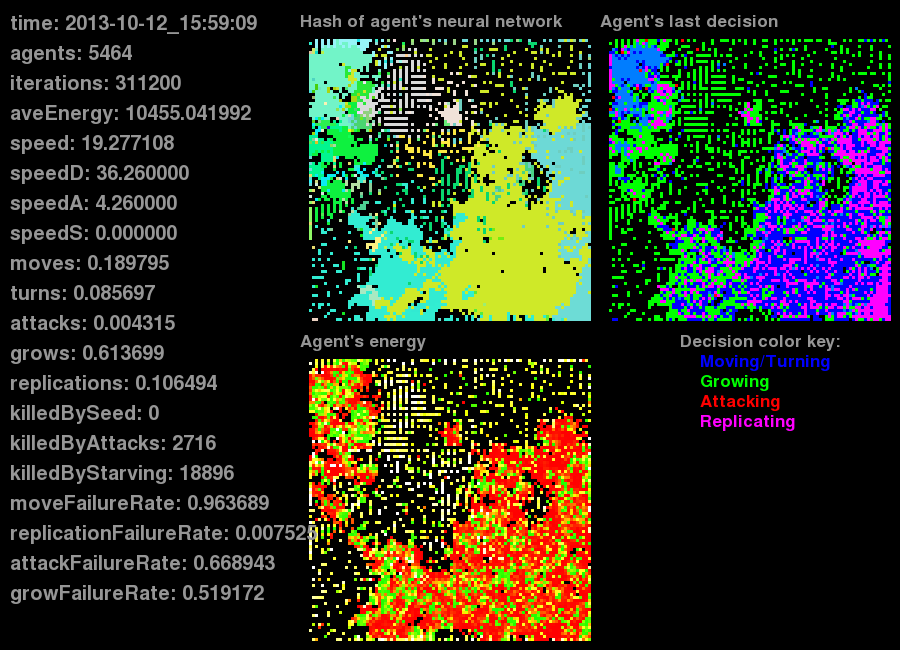 time: 2013-10-12_15:59:09
agents: 5464
iterations: 311200
aveEnergy: 10455.041992
speed: 19.277108
speedD: 36.260000
speedA: 4.260000
speedS: 0.000000
moves: 0.189795
turns: 0.085697
attacks: 0.004315
grows: 0.613699
replications: 0.106494
killedBySeed: 0
killedByAttacks: 2716
killedByStarving: 18896
moveFailureRate: 0.963689
replicationFailureRate: 0.007525
attackFailureRate: 0.668943
growFailureRate: 0.519172
Hash of agent's neural network
Agent's last decision
Agent's energy
Decision color key:
Moving/Turning
Growing
Attacking
Replicating